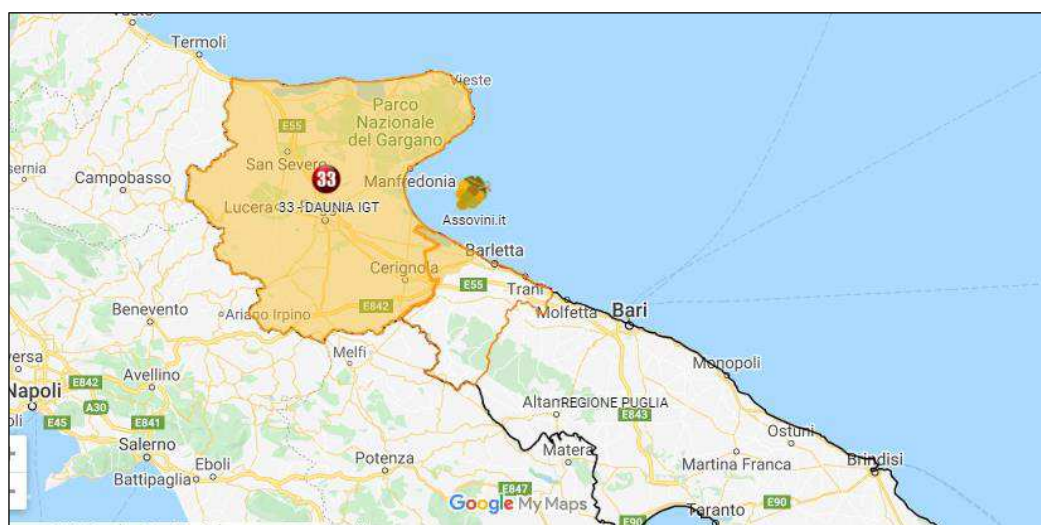 Termoli
Vieste
Parco
Nazionale
del Gargano
E55
San Severo
33
Campobasso
Manfredonia
Lucera
33 - DAUNIA IGT
Assovini.it
Barletta
Cerignola
E55
Trani
Benevento
E842
Molfetta
Bari
Ariano Irpino
Melfi
Monopoli
E842
Avellino
Napoli
A30
Altam
REGIONE PUGLIA
E843
E45
E841
Salerno
Ostuni
Matera
Eboli
Potenza
Martina Franca
Brindisi
Battipaglia
E847
Google My Maps
E90
E90
Taranto